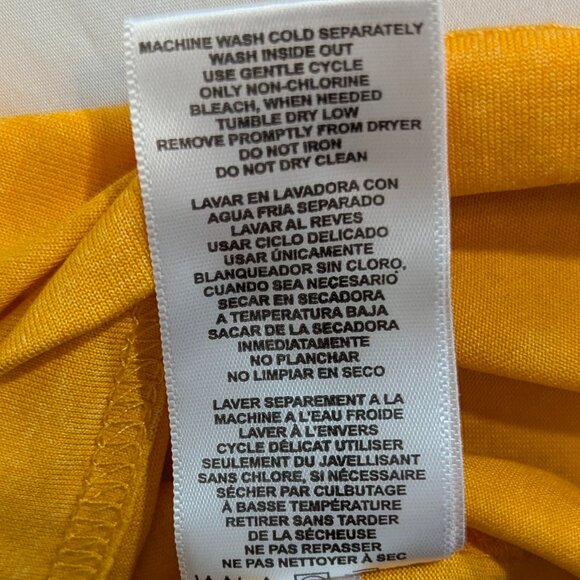 MACHINE WASH COLD SEPARATELY
WASH INSIDE OUT
USE GENTLE CYCLE
ONLY NON-CHLORINE
BLEACH, WHEN NEEDED
TUMBLE DRY LOW
REMOVE PROMPTLY FROM DRYER
DO NOT IRON
DO NOT DRY CLEAN
LAVAR EN LAVADORA CON
AGUA FRIA SEPARADO
LAVAR AL REVES
USAR CICLO DELICADO
USAR ÚNICAMENTE
BLANQUEADOR SIN CLORO,
CUANDO SEA NECESARIO
SECAR EN SECADORA
A TEMPERATURA BAJA
SACAR DE LA SECADORA
INMEDIATAMENTE
NO PLANCHAR
NO LIMPIAR EN SECO
LAVER SEPAREMENT A LA
MACHINE A L'EAU FROIDE
LAVER À L'ENVERS
CYCLE DÉLICAT UTILISER
SEULEMENT DU JAVELLISANT
SANS CHLORE, SI NÉCESSAIRE
SÉCHER PAR CULBUTAGE
À BASSE TEMPÉRATURE
RETIRER SANS TARDER
DE LA SÉCHEUSE
NE PAS REPASSER
NE PAS NETTOYER À SEC